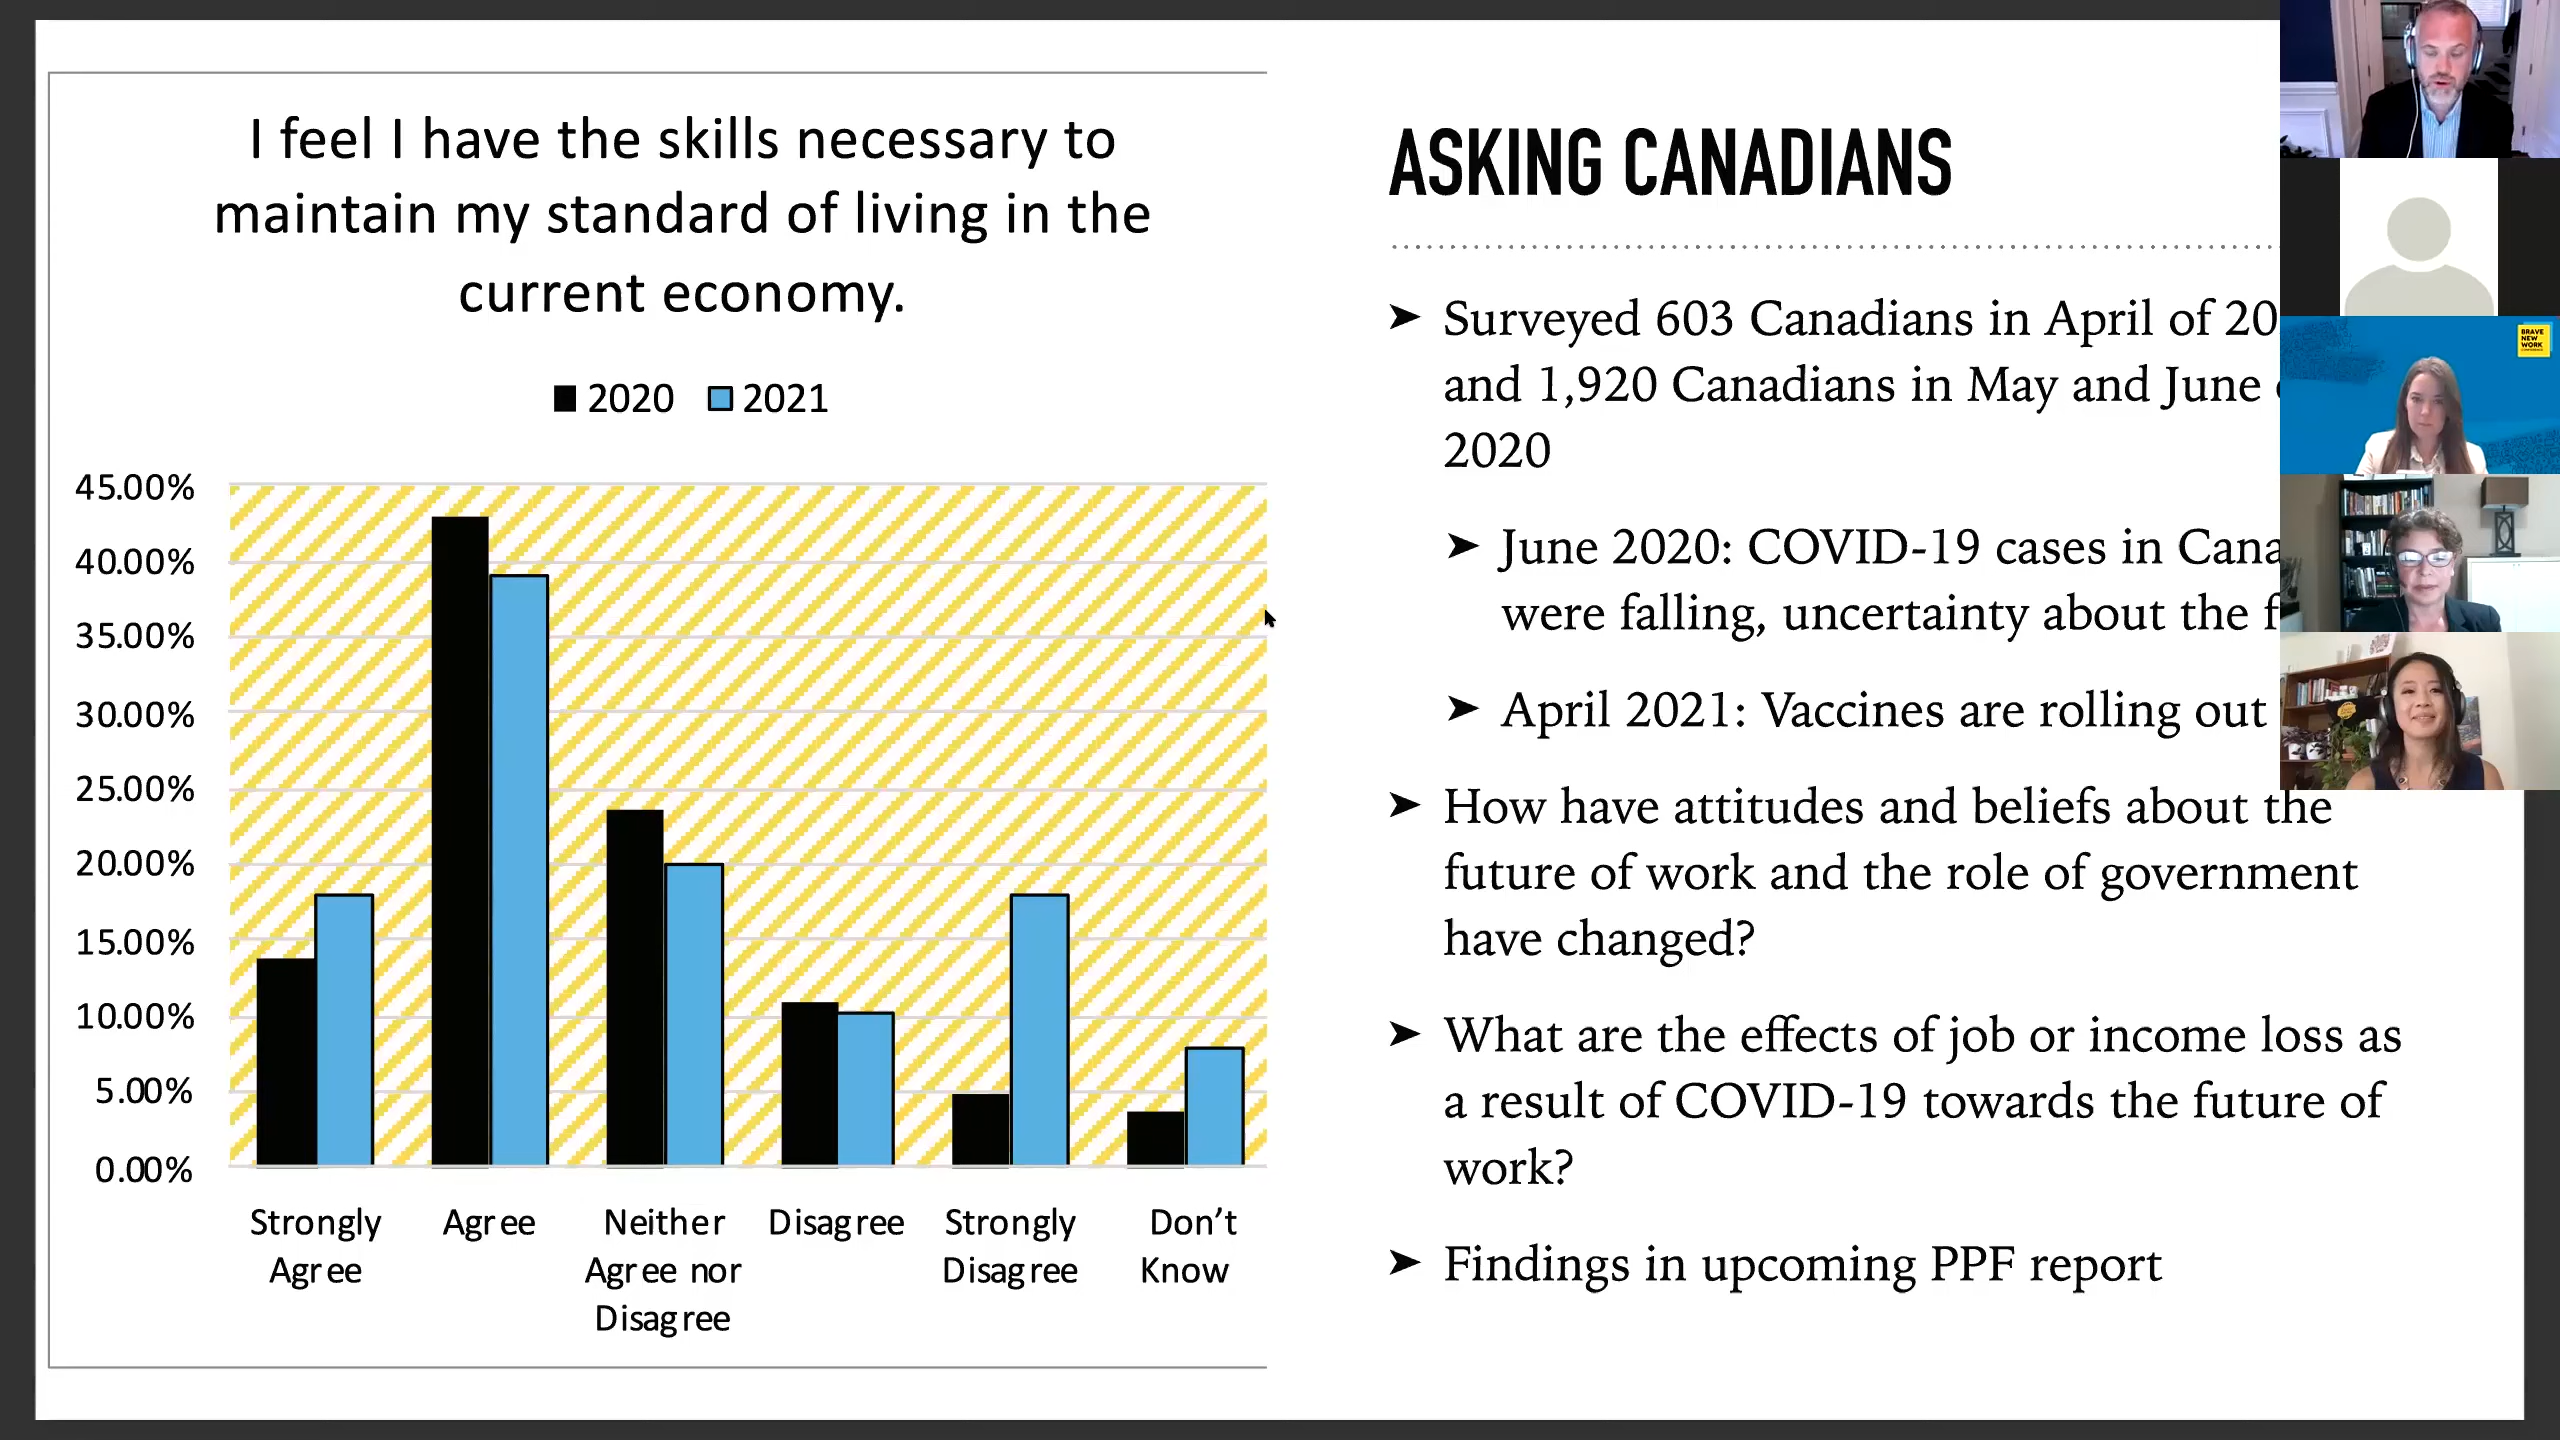 I feel I have the skills necessary to
maintain my standard of living in the
current economy.
2020 2021
45.00%
40.00%
35.00%
30.00%
25.00%
20.00%
15.00%
10.00%
5.00%
0.00%
Strongly
Agree
Agree
Neither
Agree nor
Disagree
Disagree
Strongly
Disagree
Don’t
Know
ASKING CANADIANS
➤ Surveyed 603 Canadians in April of 20
and 1,920 Canadians in May and June
2020
➤ June 2020: COVID-19 cases in Cana
were falling, uncertainty about the f
➤ April 2021: Vaccines are rolling out
➤ How have attitudes and beliefs about the
future of work and the role of government
have changed?
➤ What are the effects of job or income loss as
a result of COVID-19 towards the future of
work?
➤ Findings in upcoming PPF report
BRAVE
NEW
WORK